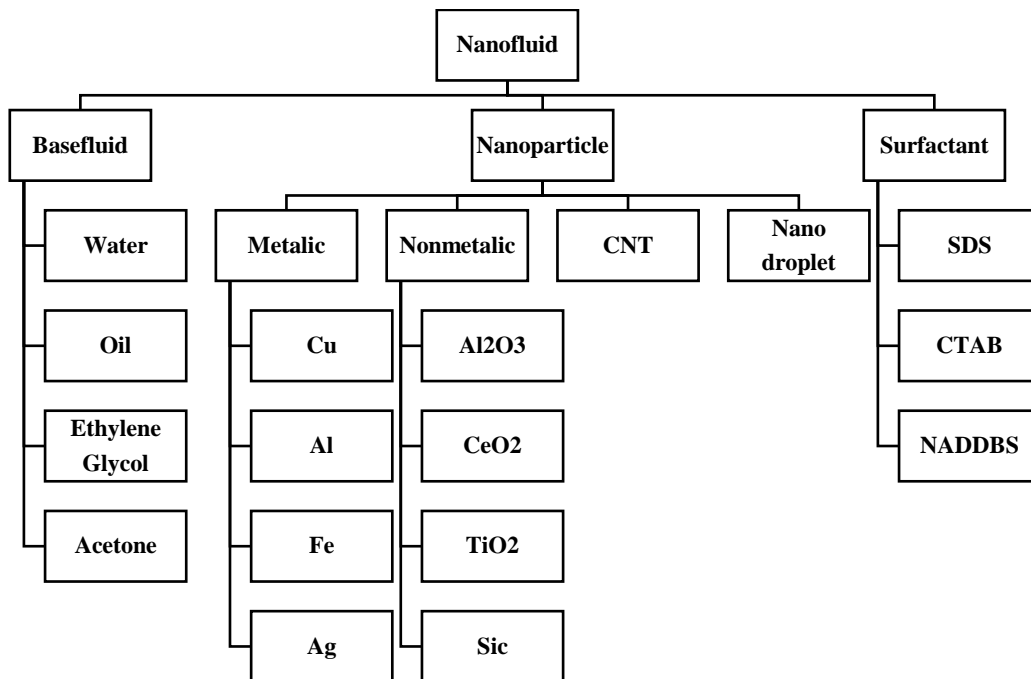 Nanofluid
Basefluid
Nanoparticle
Surfactant
Water
Metalic
Nonmetalic
CNT
Nano
droplet
SDS
Oil
Cu
Al2O3
CTAB
Ethylene
Glycol
Al
CeO2
NADDBS
Acetone
Fe
TiO2
Ag
Sic